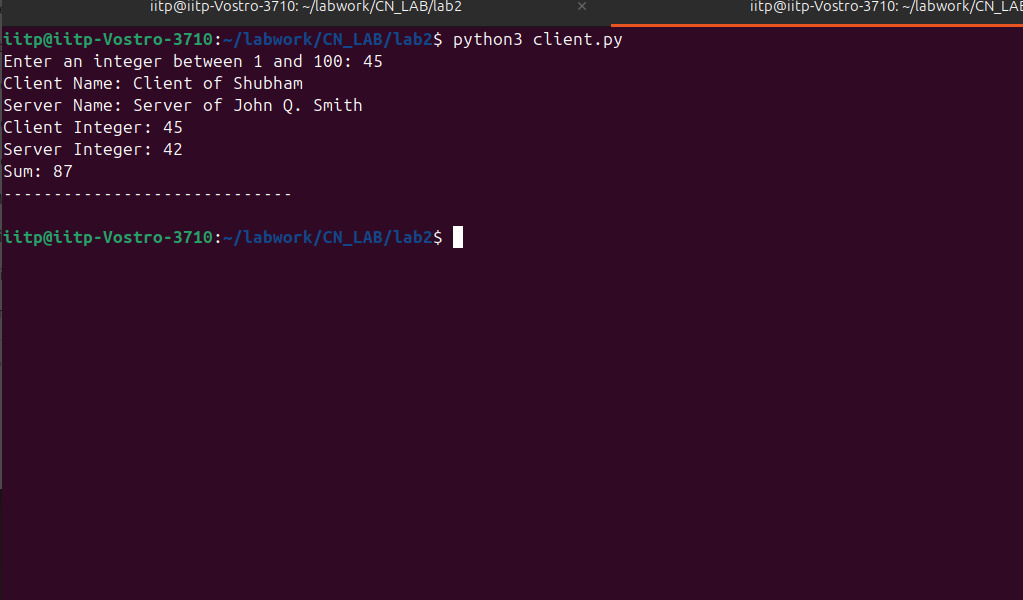 iitp@iitp-Vostro-3710: ~/labwork/CN_LAB/lab2 × iitp@iitp-Vostro-3710: ~/labwork/CN_LAB
iitp@iitp-Vostro-3710:~/labwork/CN_LAB/lab2$ python3 client.py
Enter an integer between 1 and 100: 45
Client Name: Client of Shubham
Server Name: Server of John Q. Smith
Client Integer: 45
Server Integer: 42
Sum: 87
-----------------------------
iitp@iitp-Vostro-3710:~/labwork/CN_LAB/lab2$